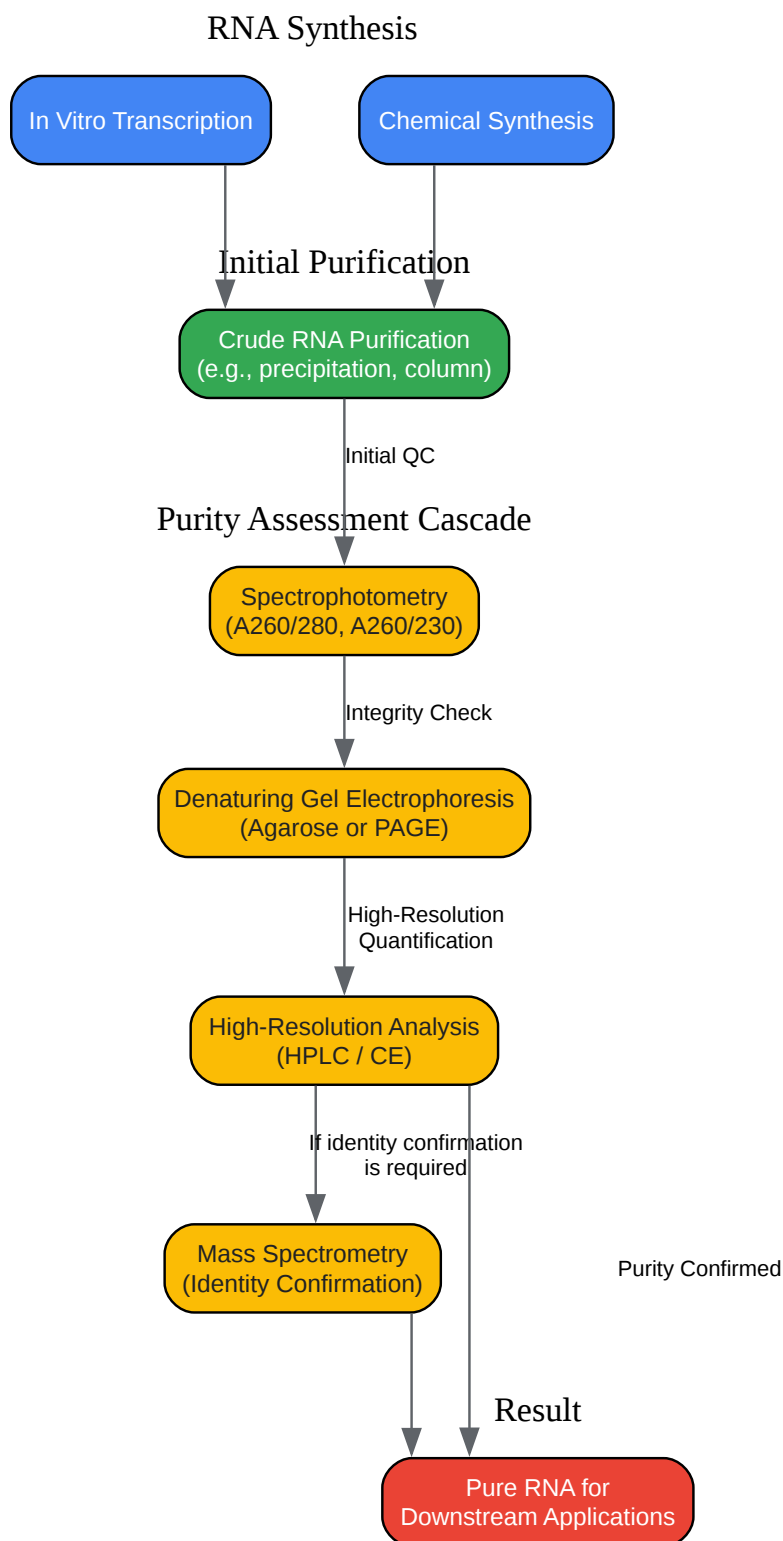 RNA Synthesis
In Vitro Transcription
Chemical Synthesis
Initial Purification
Crude RNA Purification
(e.g., precipitation, column)
Initial QC
Purity Assessment Cascade
Spectrophotometry
(A260/280, A260/230)
Integrity Check
Denaturing Gel Electrophoresis
(Agarose or PAGE)
High-Resolution
Quantification
High-Resolution Analysis
(HPLC / CE)
If identity confirmation
is required
Mass Spectrometry
(Identity Confirmation)
Purity Confirmed
Result
Pure RNA for
Downstream Applications